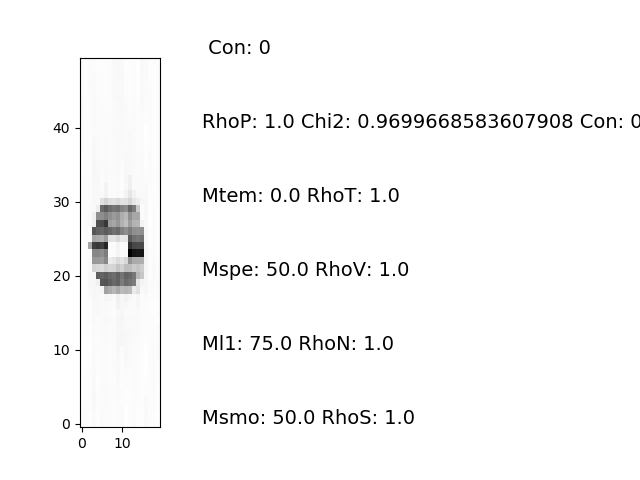 Con: 0
RhoP: 1.0 Chi2: 0.9699668583607908 Con: 0
Mtem: 0.0 RhoT: 1.0
Mspe: 50.0 RhoV: 1.0
Ml1: 75.0 RhoN: 1.0
Msmo: 50.0 RhoS: 1.0
40
30
20
10
0
0 10